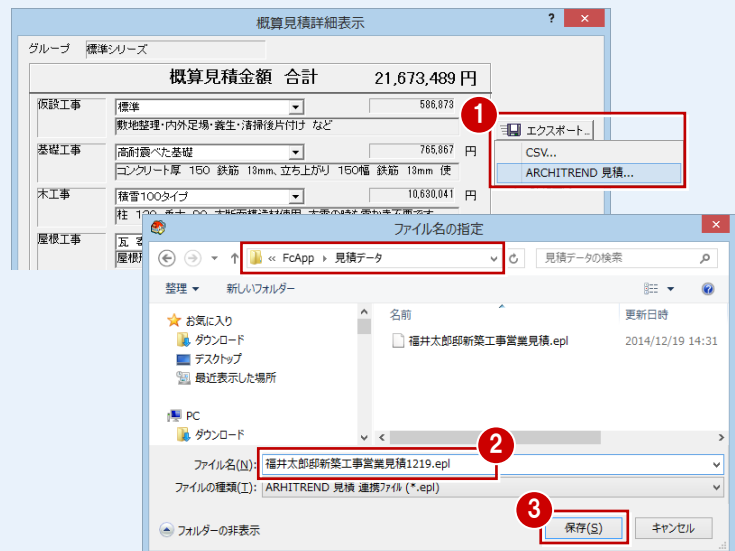 概算見積詳細表示
? ×
グループ 標準シリーズ
概算見積金額 合計 21,673,489 円
仮設工事 標準 586,873
敷地整理・内外足場・養生・清掃後片付け など
1
エクスポート...
CSV...
ARCHITREND 見積...
基礎工事 高耐震べた基礎 765,867 円
コンクリート厚 150 鉄筋 13mm、立ち上がり 150幅 鉄筋 13mm 使
木工事 積雪100タイプ 10,630,041 円
柱 120
屋根工事 瓦
屋根
ファイル名の指定
×
« FcApp 見積データ
見積データの検索
整理 新しいフォルダー
お気に入り
ダウンロード
デスクトップ
最近表示した場所
PC
ダウンロード
名前 更新日時
福井太郎邸新築工事営業見積.epl 2014/12/19 14:31
2
ファイル名(N): 福井太郎邸新築工事営業見積1219.epl
ファイルの種類(T): ARHITREND 見積 連携ファイル (*.epl)
3
フォルダーの非表示
保存(S) キャンセル